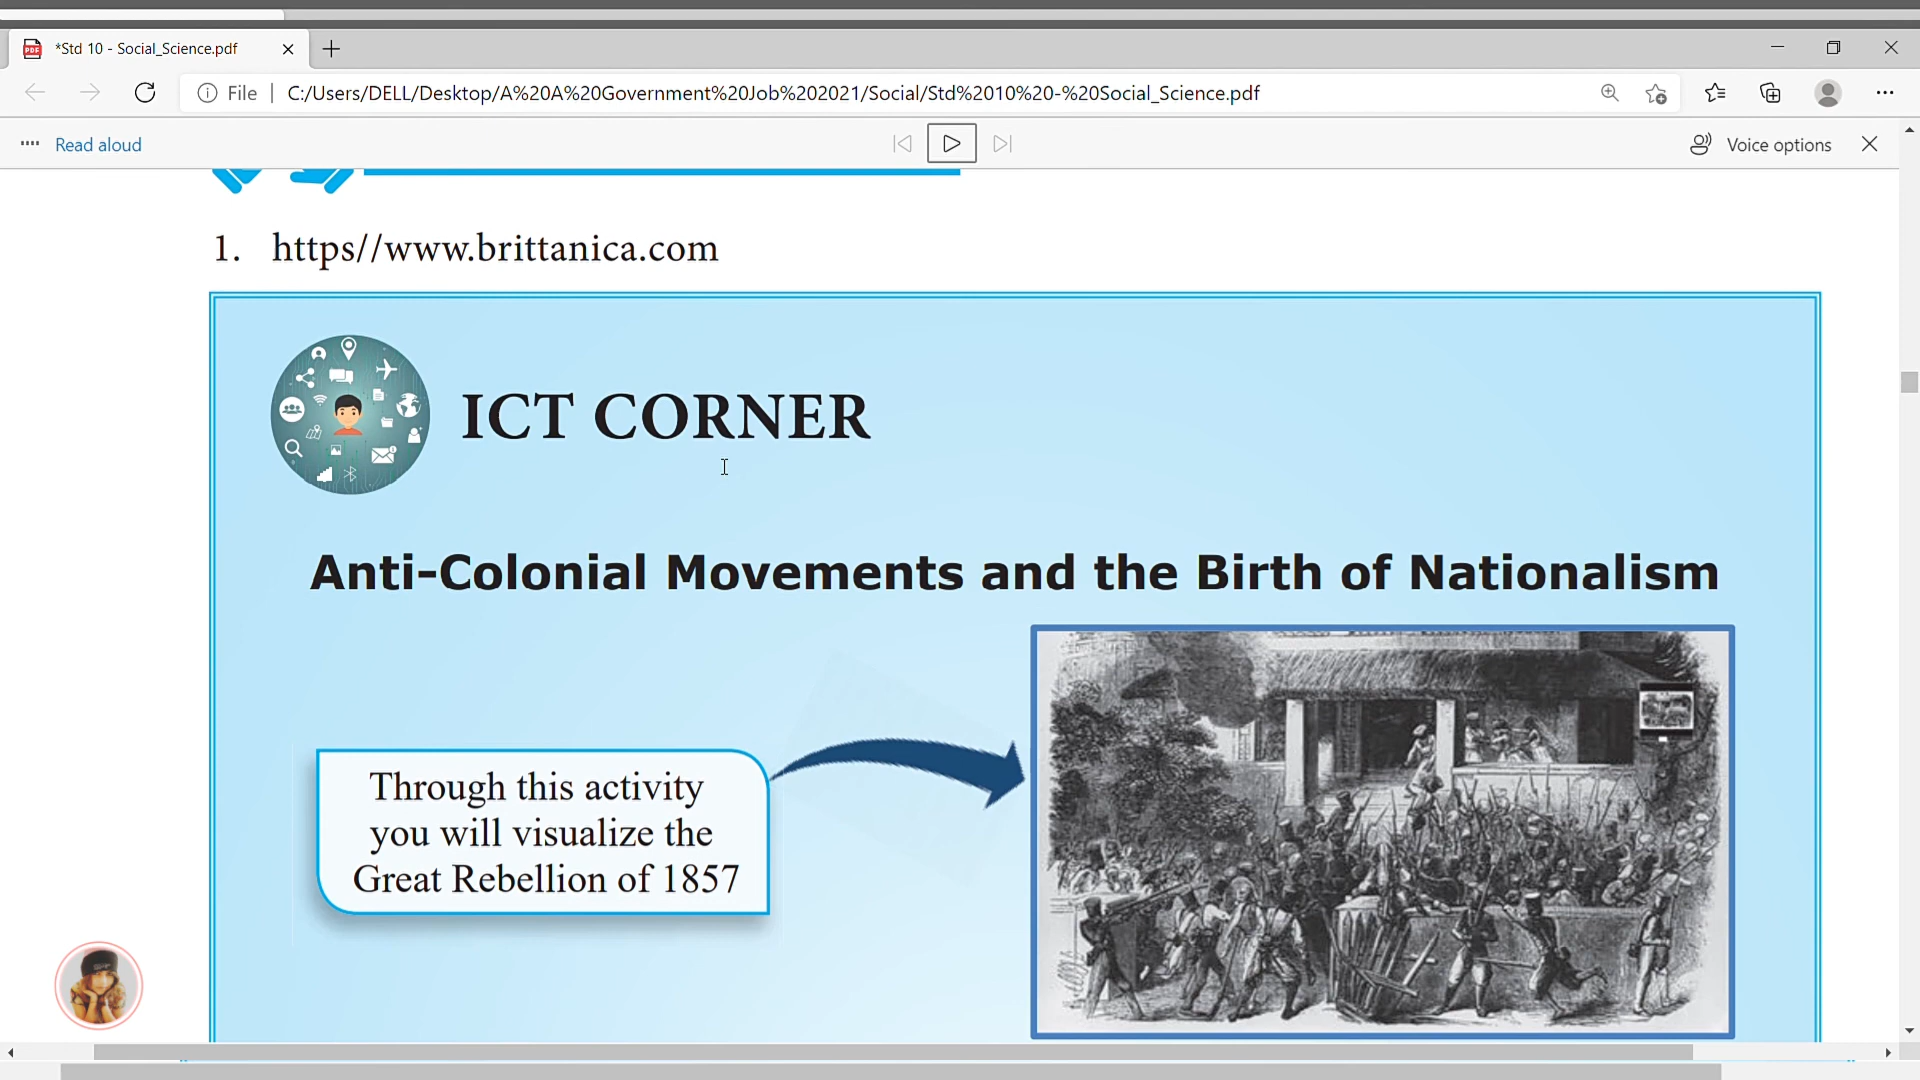 *Std 10 - Social_Science.pdf
File | C:/Users/DELL/Desktop/A%20A%20Government%20Job%202021/Social/Std%2010%20-%20Social_Science.pdf
Read aloud
Voice options
1. https//www.brittanica.com
ICT CORNER
Anti-Colonial Movements and the Birth of Nationalism
Through this activity
you will visualize the
Great Rebellion of 1857